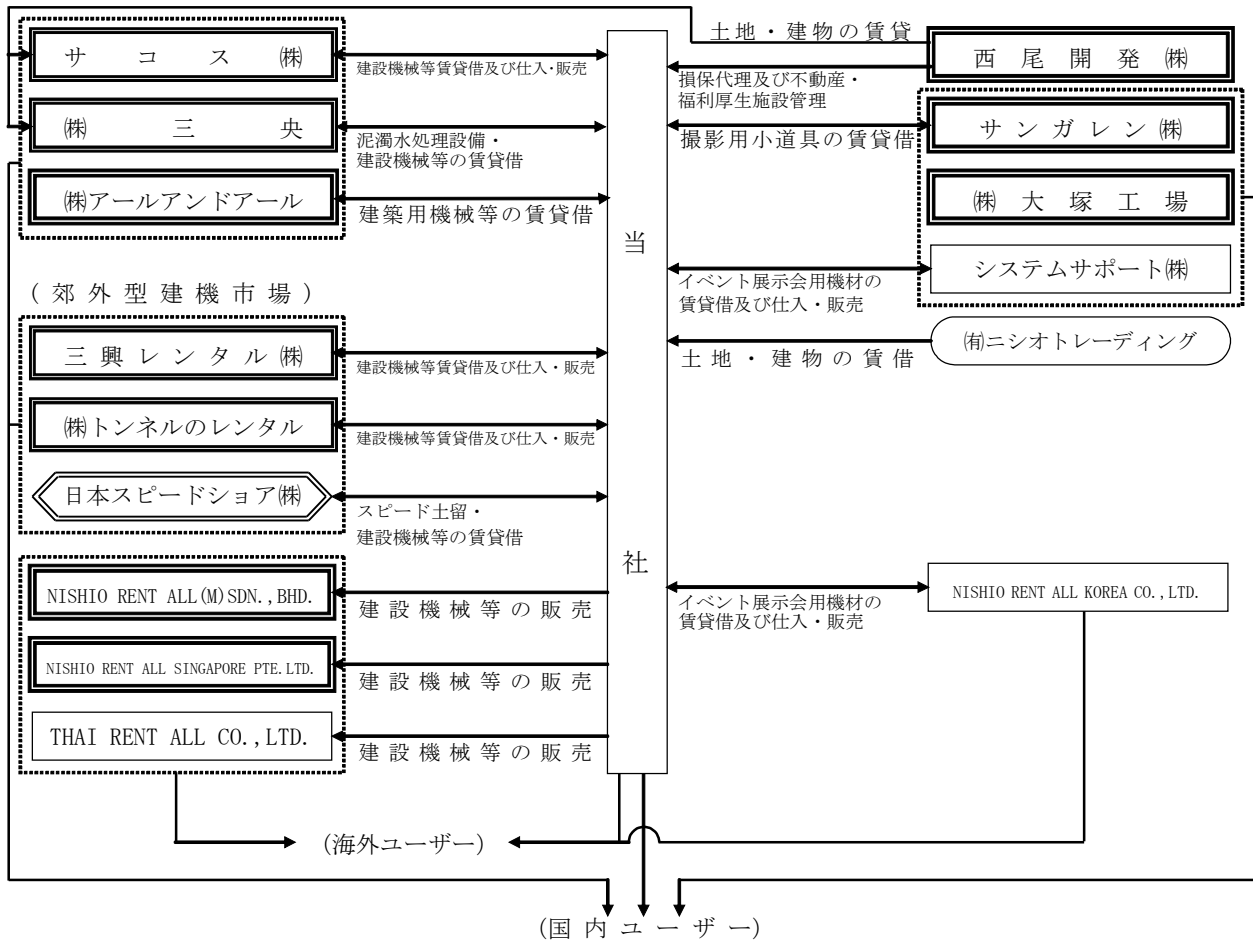 サコス㈱
建設機械等賃貸借及び仕入・販売
㈱三央
泥濁水処理設備・
建設機械等の賃貸借
㈱アールアンドアール
建築用機械等の賃貸借
(郊外型建機市場)
三興レンタル㈱
建設機械等賃貸借及び仕入・販売
㈱トンネルのレンタル
建設機械等賃貸借及び仕入・販売
日本スピードショア㈱
スピード土留・
建設機械等の賃貸借
NISHIO RENT ALL(M)SDN.,BHD.
建設機械等の販売
NISHIO RENT ALL SINGAPORE PTE.LTD.
建設機械等の販売
THAI RENT ALL CO.,LTD.
建設機械等の販売
当社
土地・建物の賃貸
西尾開発㈱
損保代理及び不動産・
福利厚生施設管理
サンガレン㈱
撮影用小道具の賃貸借
㈱大塚工場
システムサポート㈱
イベント展示会用機材の
賃貸借及び仕入・販売
㈲ニシオトレーディング
土地・建物の賃借
NISHIO RENT ALL KOREA CO.,LTD.
イベント展示会用機材の
賃貸借及び仕入・販売
(海外ユーザー)
(国内ユーザー)